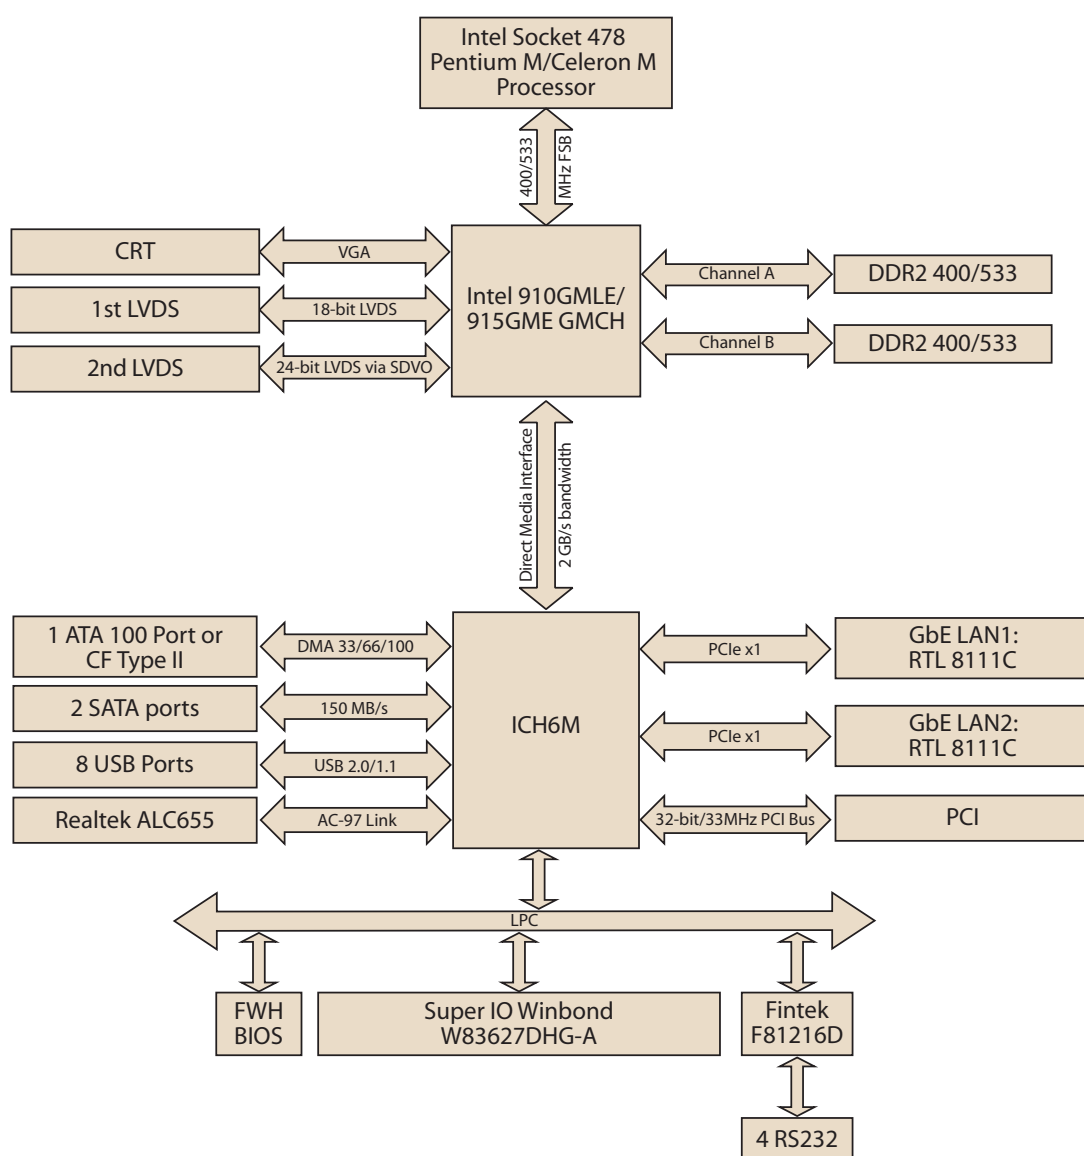 Intel Socket 478
Pentium M/Celeron M
Processor
400/533
MHz FSB
CRT
VGA
1st LVDS
18-bit LVDS
2nd LVDS
24-bit LVDS via SDVO
Intel 910GMLE/
915GME GMCH
Channel A
DDR2 400/533
Channel B
DDR2 400/533
Direct Media Interface
2 GB/s bandwidth
1 ATA 100 Port or
CF Type II
DMA 33/66/100
2 SATA ports
150 MB/s
8 USB Ports
USB 2.0/1.1
Realtek ALC655
AC-97 Link
ICH6M
PCIe x1
GbE LAN1:
RTL 8111C
PCIe x1
GbE LAN2:
RTL 8111C
32-bit/33MHz PCI Bus
PCI
LPC
FWH
BIOS
Super IO Winbond
W83627DHG-A
Fintek
F81216D
4 RS232